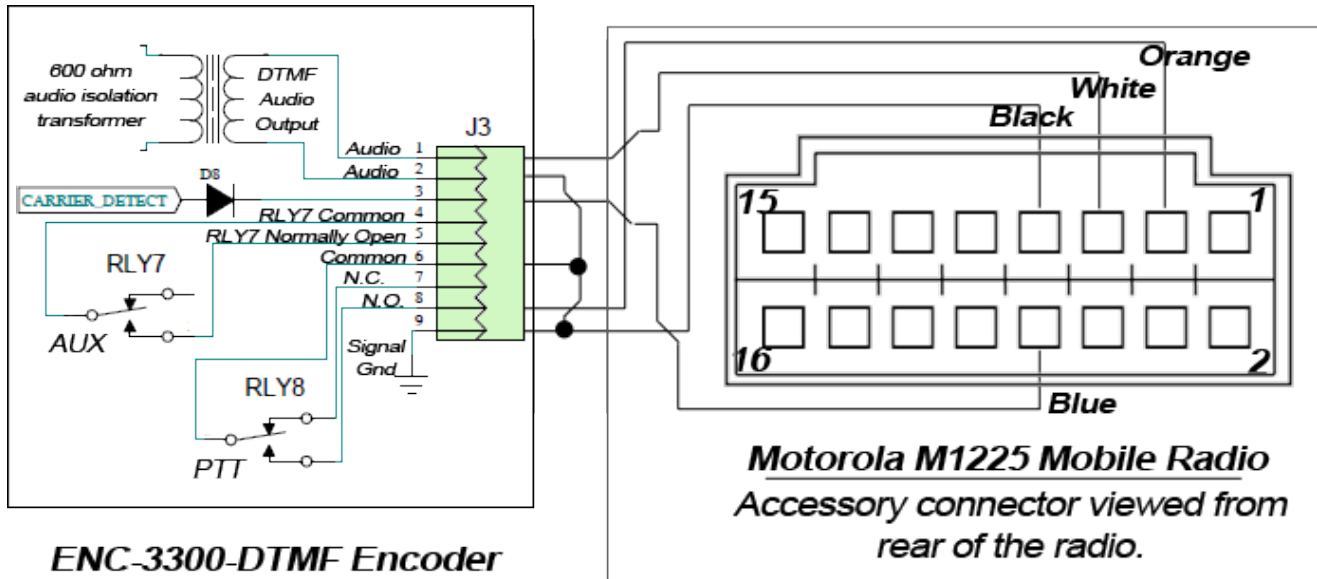 600 ohm
audio isolation
transformer
DTMF
Audio
Output
J3
Audio 1
Audio 2
D8
3
CARRIER_DETECT
RLY7 Common 4
RLY7 Normally Open 5
Common 6
N.C. 7
N.O. 8
9
RLY7
AUX
Signal
Gnd
RLY8
PTT
ENC-3300-DTMF Encoder
Orange
White
Black
15
1
16
2
Blue
Motorola M1225 Mobile Radio
Accessory connector viewed from
rear of the radio.